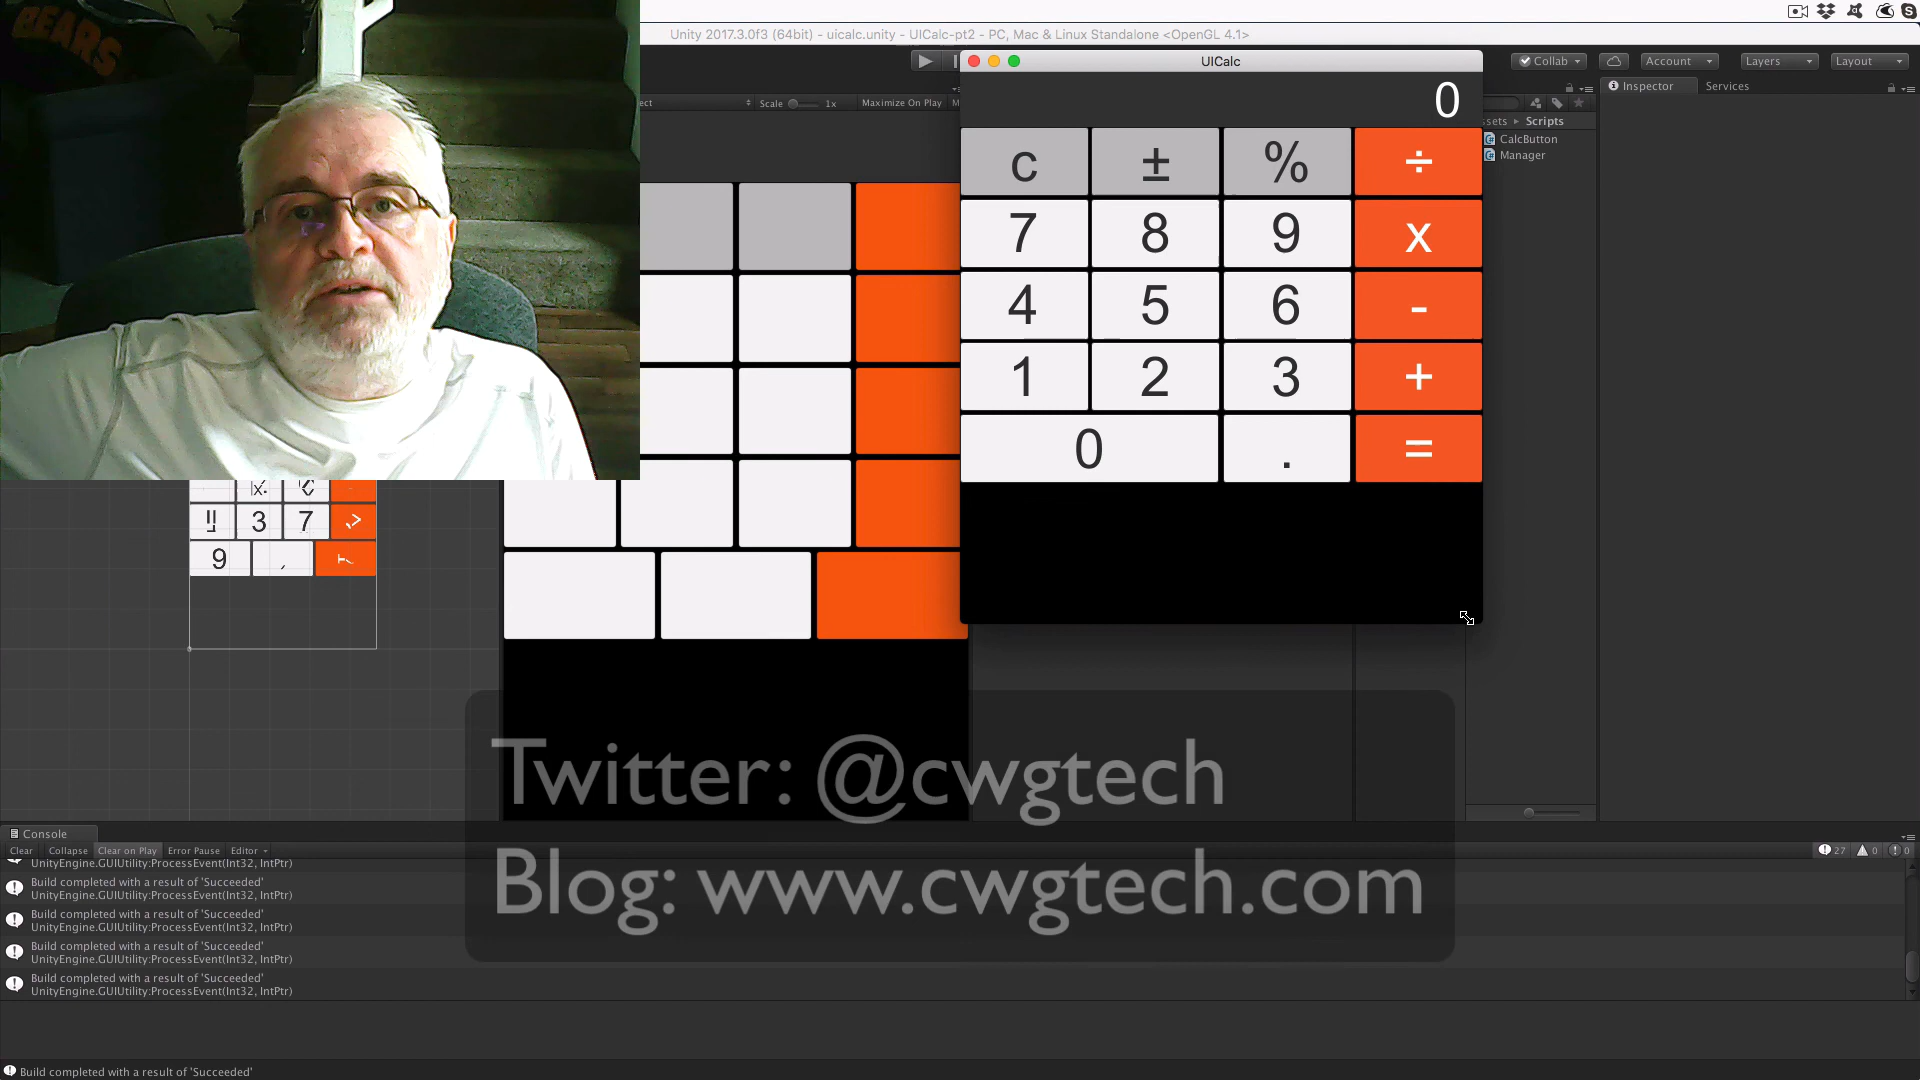 BEARS
Unity 2017.3.0f3 (64bit) - uicalc.unity - UICalc-pt2 - PC, Mac & Linux Standalone <OpenGL 4.1>
Collab
Account
Layers
Layout
UICalc
Scale
1x
Maximize On Play
Inspector
Services
Scripts
CalcButton
Manager
0
c ± % ÷
7 8 9 x
4 5 6 -
1 2 3 +
0 . =
3 7
9
Twitter: @cwgtech
Blog: www.cwgtech.com
Console
Clear Collapse Clear on Play Error Pause Editor
27 0 0
UnityEngine.GUIUtility:ProcessEvent(Int32, IntPtr)
Build completed with a result of 'Succeeded'
UnityEngine.GUIUtility:ProcessEvent(Int32, IntPtr)
Build completed with a result of 'Succeeded'
UnityEngine.GUIUtility:ProcessEvent(Int32, IntPtr)
Build completed with a result of 'Succeeded'
UnityEngine.GUIUtility:ProcessEvent(Int32, IntPtr)
Build completed with a result of 'Succeeded'
UnityEngine.GUIUtility:ProcessEvent(Int32, IntPtr)
Build completed with a result of 'Succeeded'